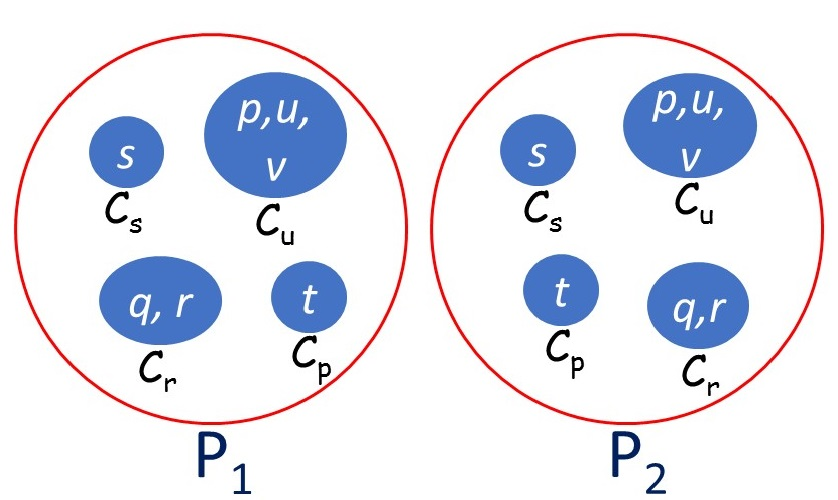 s
p,u,
v
C_s
C_u
q, r
t
C_r
C_p
P_1
s
p,u,
v
C_s
C_u
t
q,r
C_p
C_r
P_2